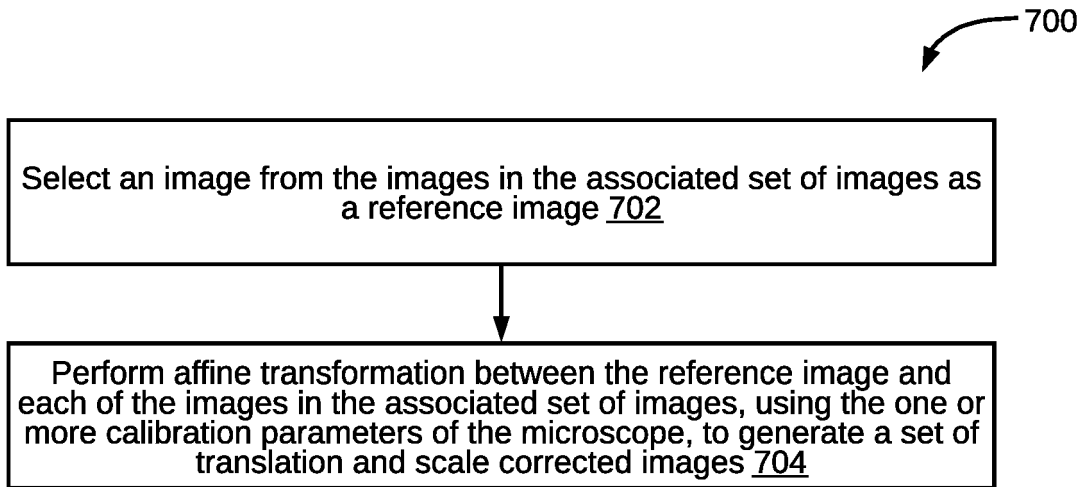 700
Select an image from the images in the associated set of images as
a reference image 702
Perform affine transformation between the reference image and
each of the images in the associated set of images, using the one or
more calibration parameters of the microscope, to generate a set of
translation and scale corrected images 704